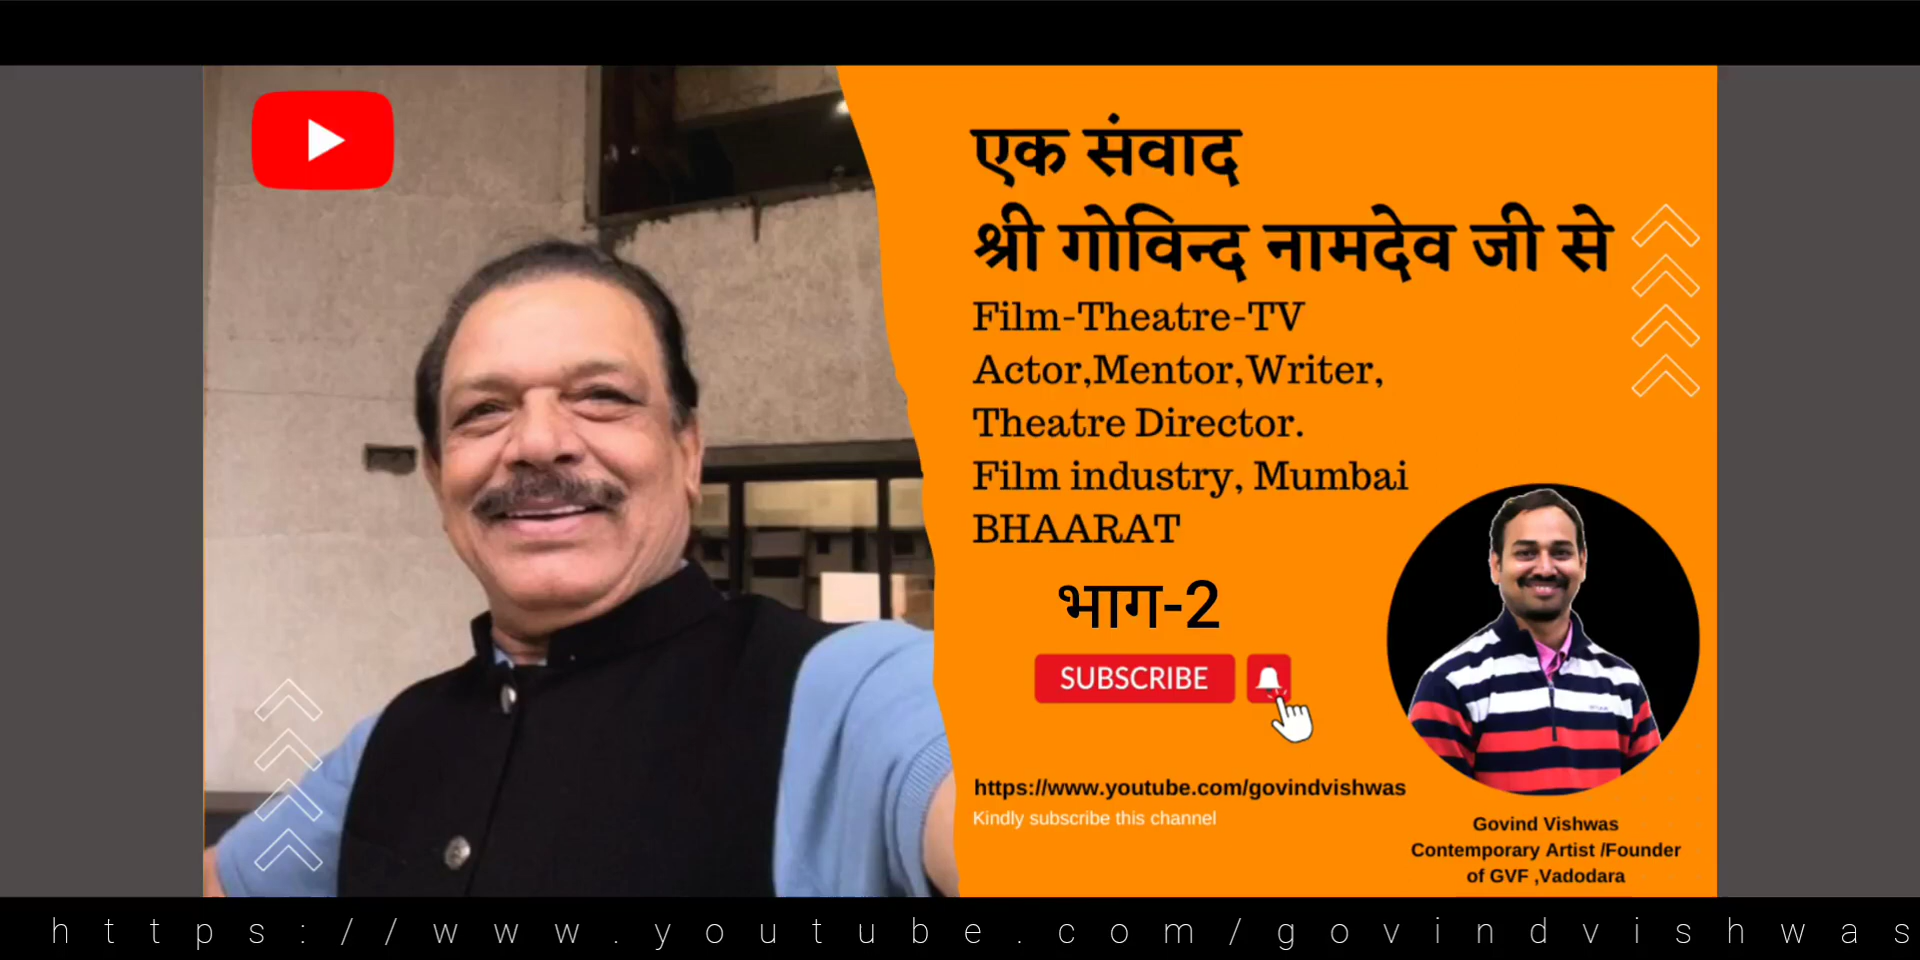 एक संवाद
श्री गोविन्द नामदेव जी से
Film-Theatre-TV
Actor,Mentor,Writer,
Theatre Director.
Film industry, Mumbai
BHAARAT
भाग-2
SUBSCRIBE
https://www.youtube.com/govindvishwas
Kindly subscribe this channel
Govind Vishwas
Contemporary Artist /Founder
of GVF ,Vadodara
https://www.youtube.com/govindvishwas